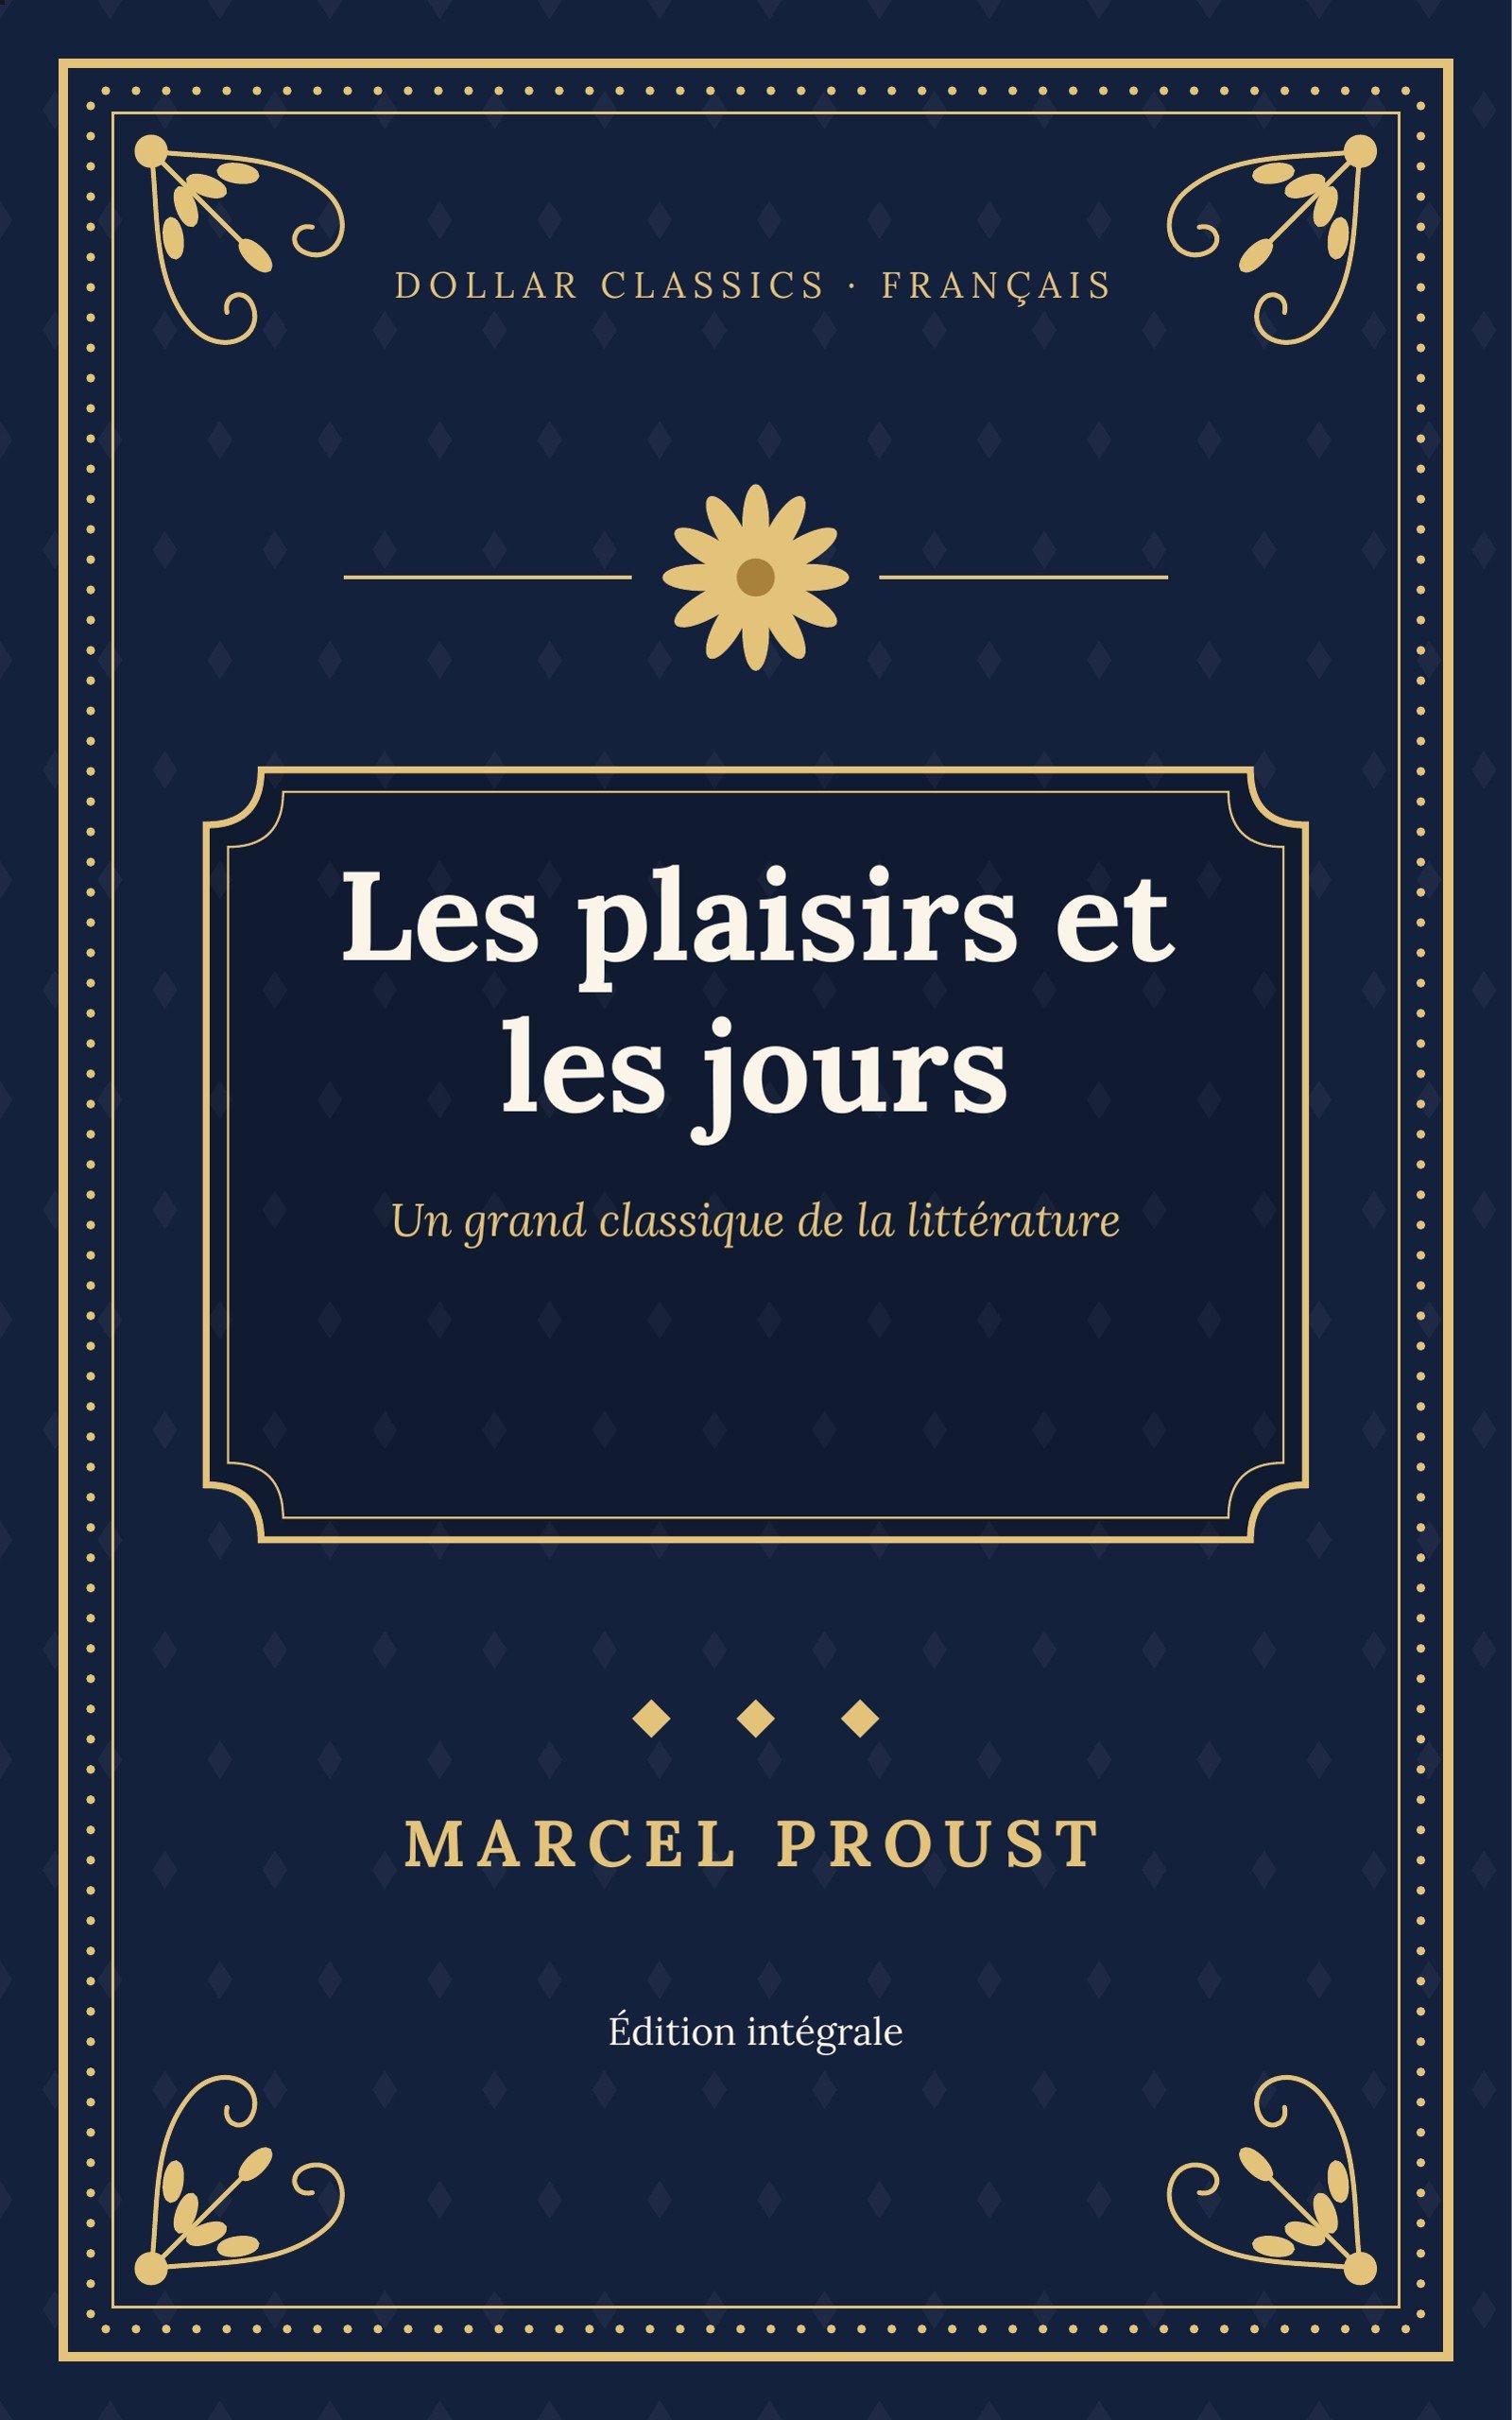 DOLLAR CLASSICS · FRANÇAIS
Les plaisirs et
les jours
Un grand classique de la littérature
MARCEL PROUST
Édition intégrale